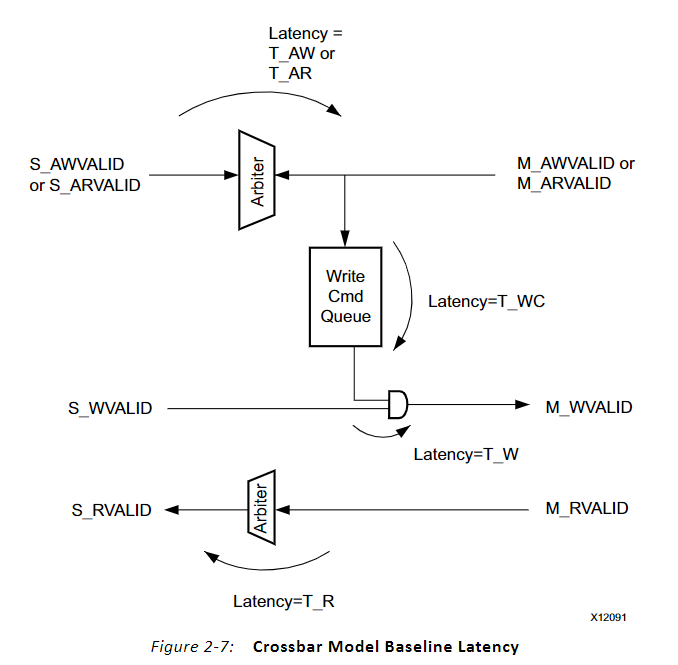 Latency =
T_AW or
T_AR
S_AWVALID
or S_ARVALID
Arbiter
M_AWVALID or
M_ARVALID
Write
Cmd
Queue
Latency=T_WC
S_WVALID
M_WVALID
Latency=T_W
S_RVALID
Arbiter
M_RVALID
Latency=T_R
X12091
Figure 2-7: Crossbar Model Baseline Latency